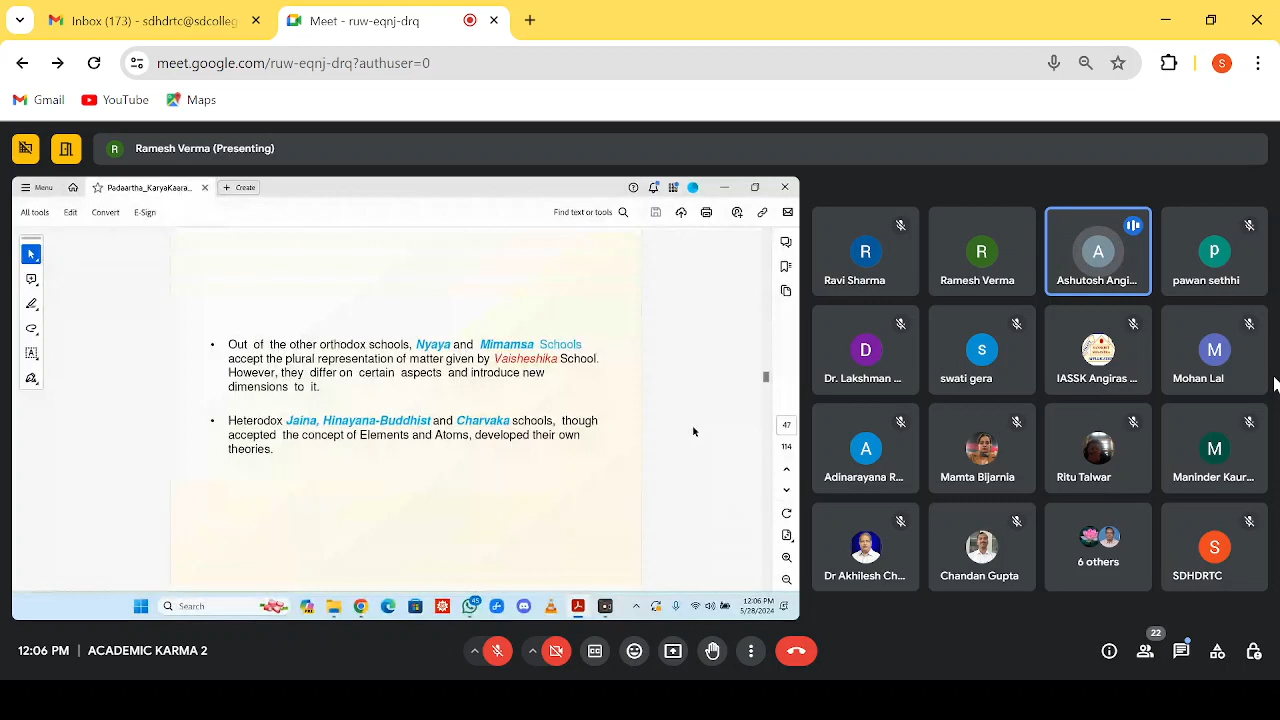 Inbox (173) - sdhdrtc@sdcolleg
Meet - ruw-eqnj-drq
meet.google.com/ruw-eqnj-drq?authuser=0
S
Gmail
YouTube
Maps
R
Ramesh Verma (Presenting)
Menu
Padaartha_KaryaKaara...
+ Create
All tools
Edit
Convert
E-Sign
Find text or tools
• Out of the other orthodox schools, Nyaya and Mimamsa Schools
accept the plural representation of matter given by Vaisheshika School.
However, they differ on certain aspects and introduce new
dimensions to it.
• Heterodox Jaina, Hinayana-Buddhist and Charvaka schools, though
accepted the concept of Elements and Atoms, developed their own
theories.
47
114
Search
45
12:06 PM
5/28/2024
R
Ravi Sharma
R
Ramesh Verma
A
Ashutosh Angi...
p
pawan sethhi
D
Dr. Lakshman ...
s
swati gera
IASSK Angiras ...
M
Mohan Lal
A
Adinarayana R...
Mamta Bijarnia
Ritu Talwar
M
Maninder Kaur...
Dr Akhilesh Ch...
Chandan Gupta
6 others
S
SDHDRTC
12:06 PM | ACADEMIC KARMA 2
22